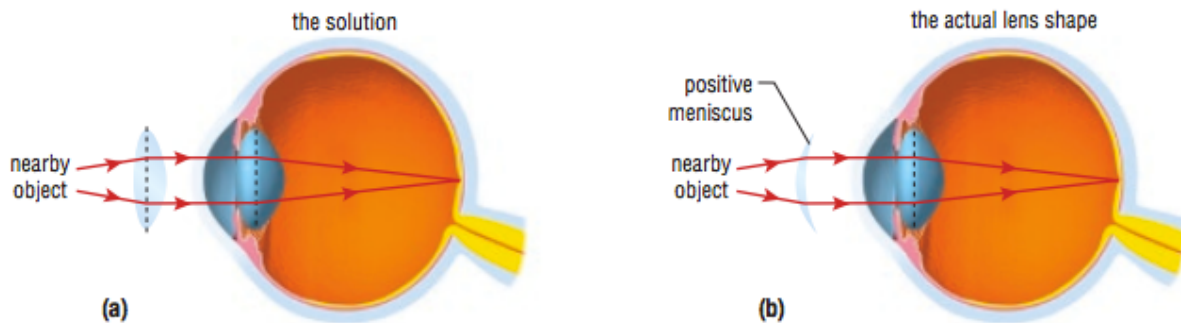 the solution
nearby
object
(a)
the actual lens shape
positive
meniscus
nearby
object
(b)